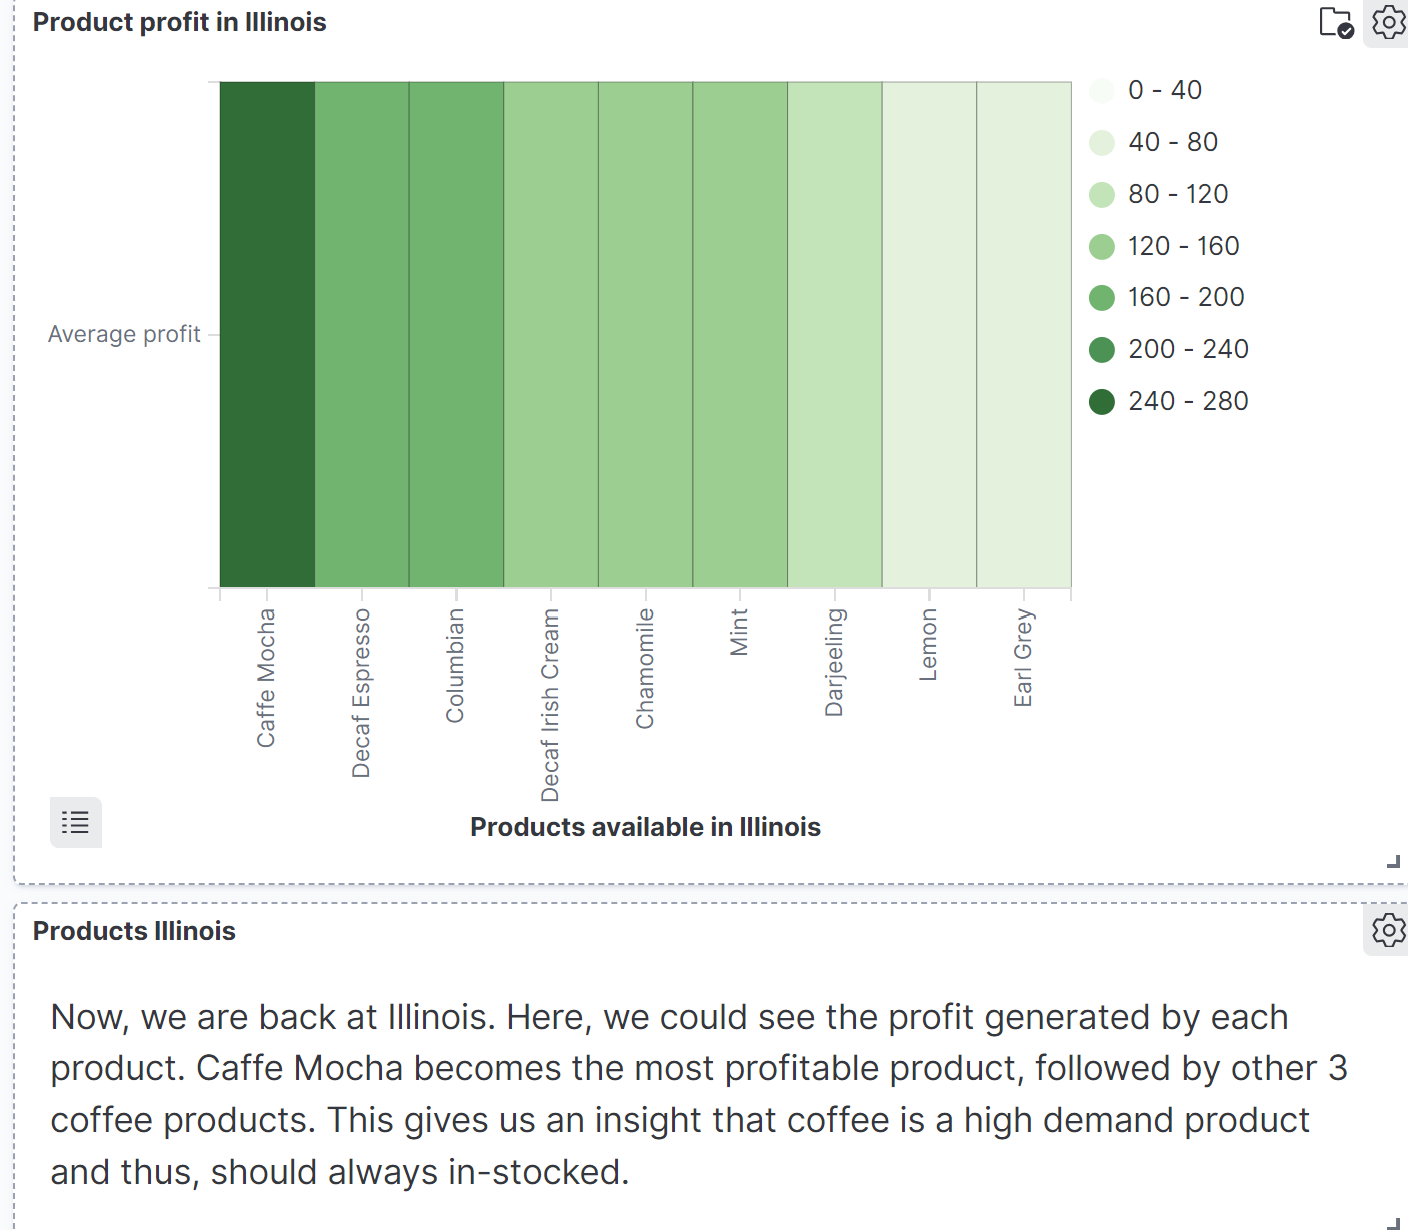 Product profit in Illinois
0 - 40
40 - 80
80 - 120
120 - 160
160 - 200
200 - 240
240 - 280
Average profit
Caffe Mocha
Decaf Espresso
Columbian
Decaf Irish Cream
Chamomile
Mint
Darjeeling
Lemon
Earl Grey
Products available in Illinois
Products Illinois
Now, we are back at Illinois. Here, we could see the profit generated by each
product. Caffe Mocha becomes the most profitable product, followed by other 3
coffee products. This gives us an insight that coffee is a high demand product
and thus, should always in-stocked.